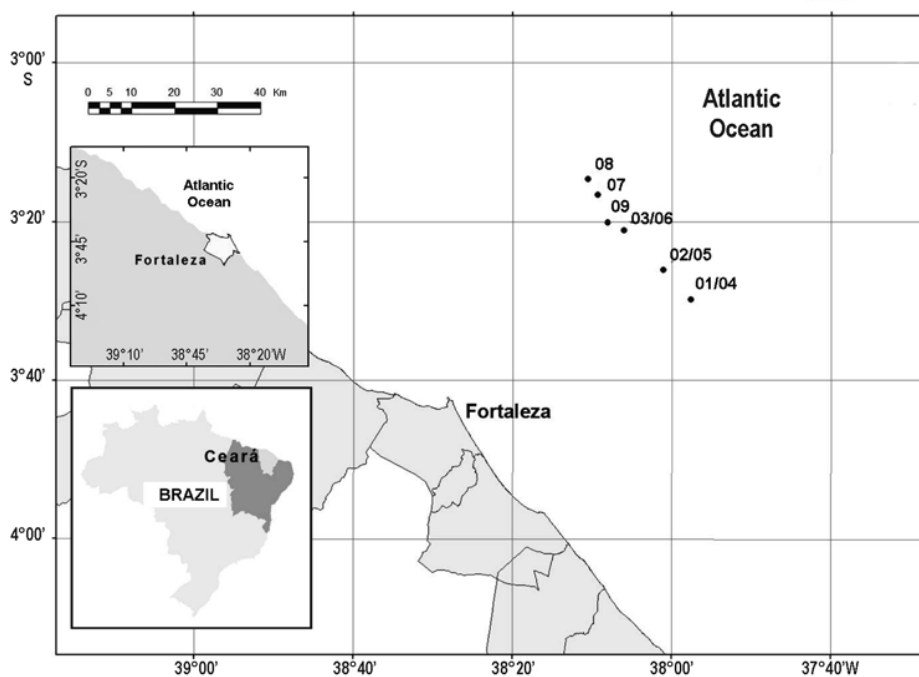 3°00'
S
0 5 10 20 30 40 Km
Atlantic
Ocean
08
07
09
03/06
02/05
01/04
3°20'
3°20'S
3°45'
4°10'
Atlantic
Ocean
Fortaleza
39°10' 38°45' 38°20'W
3°40'
Fortaleza
Ceará
BRAZIL
4°00'
39°00' 38°40' 38°20' 38°00' 37°40'W